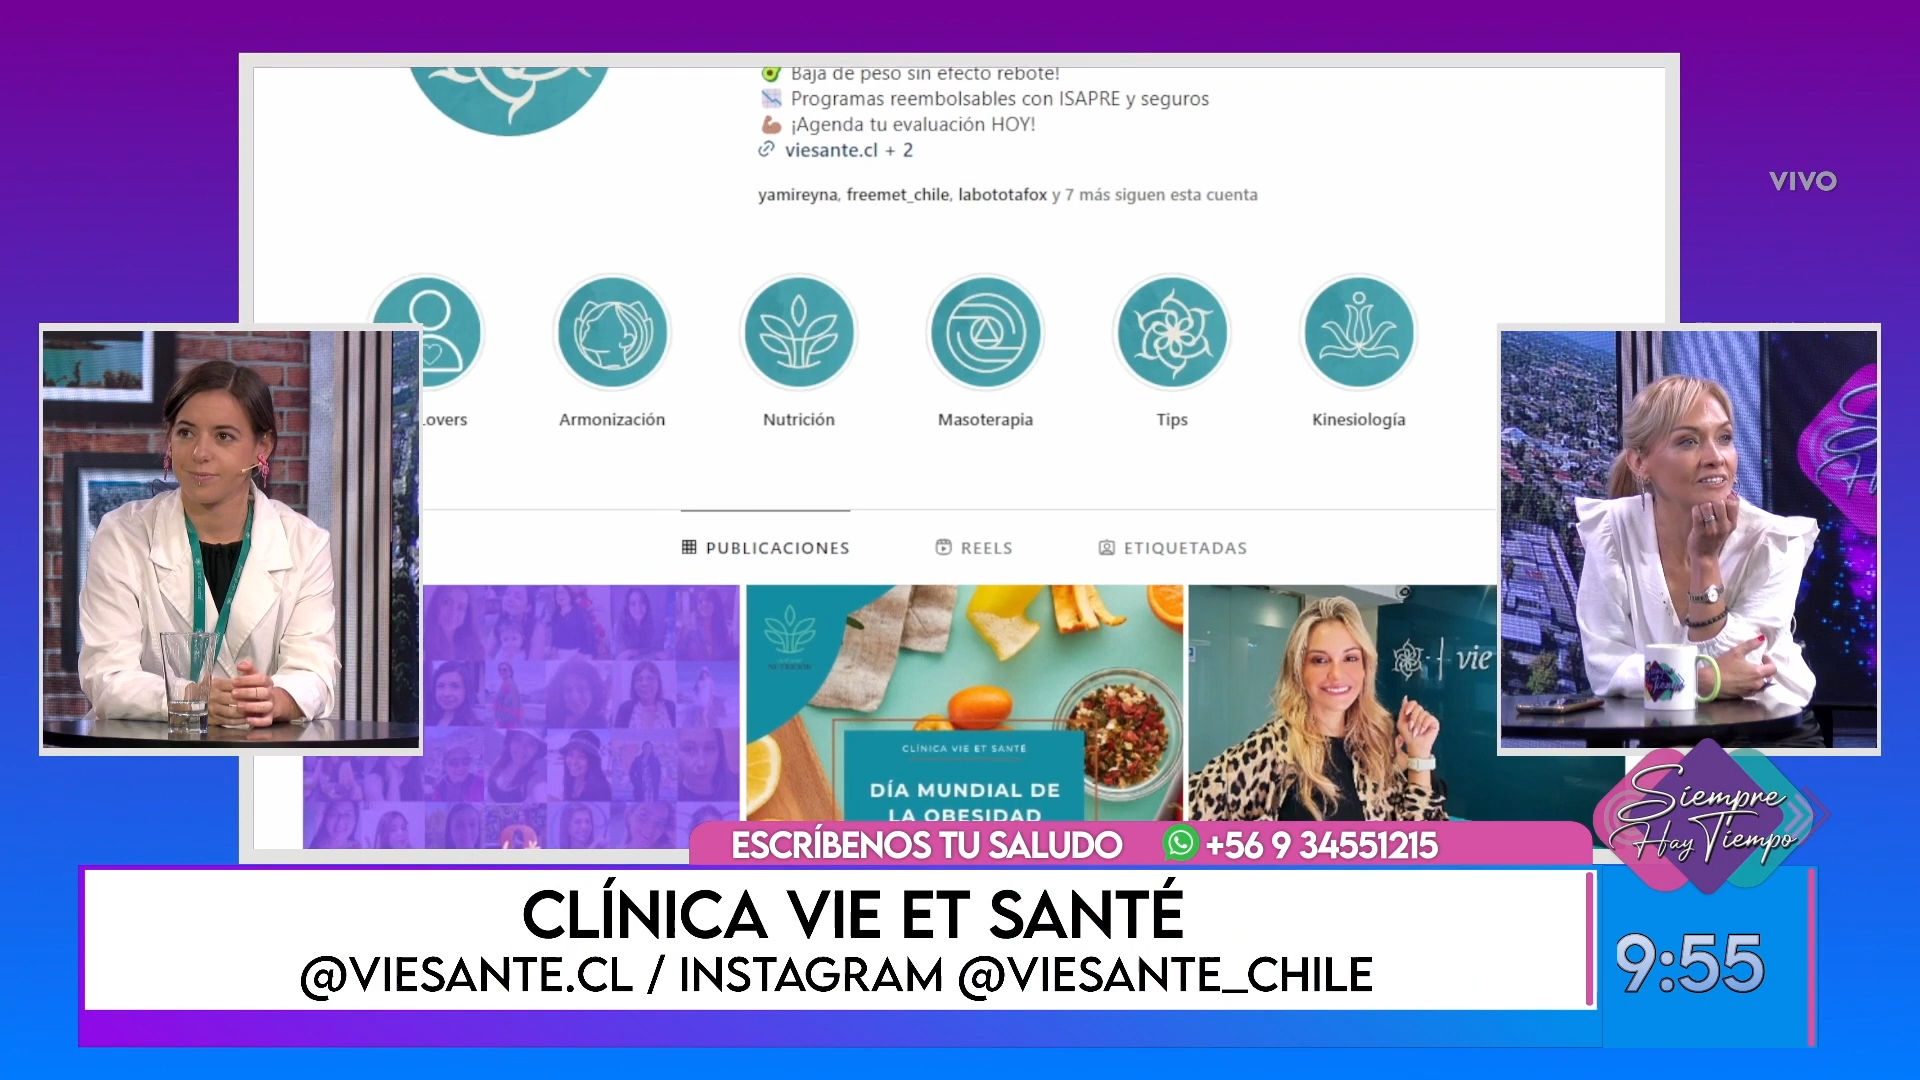 Baja de peso sin efecto rebote!
Programas reembolsables con ISAPRE y seguros
¡Agenda tu evaluación HOY!
viesante.cl + 2
yamireyna, freemet_chile, labototafox y 7 más siguen esta cuenta
VIVO
Lovers
Armonización
Nutrición
Masoterapia
Tips
Kinesiología
PUBLICACIONES
REELS
ETIQUETADAS
NUTRICIÓN
vie
CLÍNICA VIE ET SANTÉ
DÍA MUNDIAL DE
LA OBESIDAD
Siempre
Hay Tiempo
ESCRÍBENOS TU SALUDO +56 9 34551215
CLÍNICA VIE ET SANTÉ
@VIESANTE.CL / INSTAGRAM @VIESANTE_CHILE
9:55